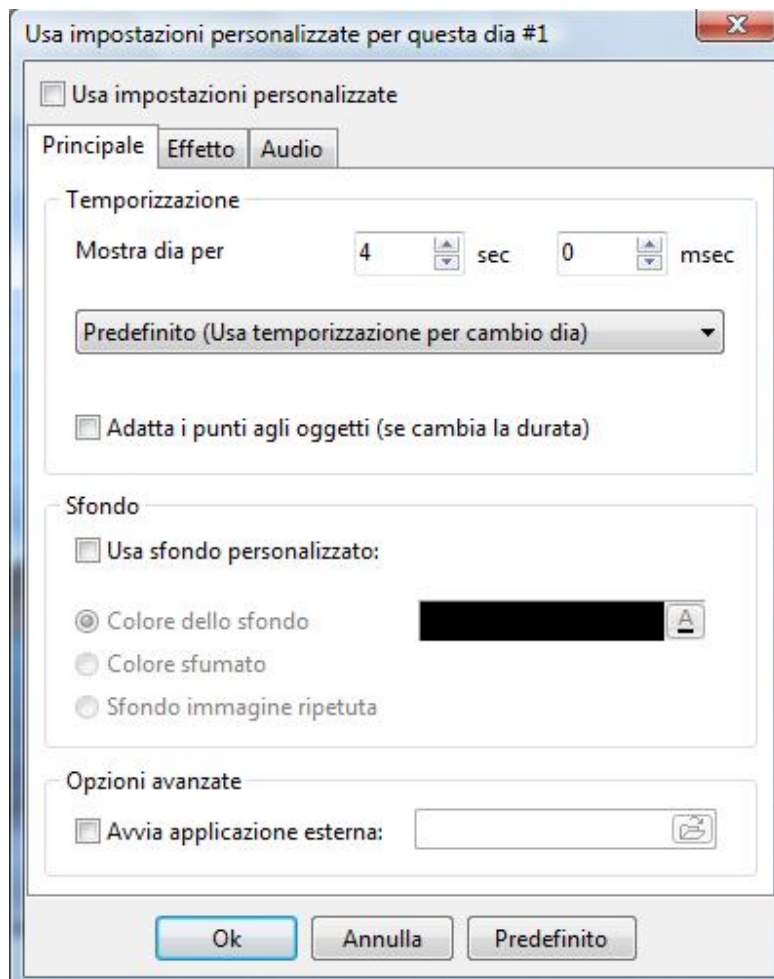 Usa impostazioni personalizzate per questa dia #1
Usa impostazioni personalizzate
Principale Effetto Audio
Temporizzazione
Mostra dia per 4 sec 0 msec
Predefinito (Usa temporizzazione per cambio dia)
Adatta i punti agli oggetti (se cambia la durata)
Sfondo
Usa sfondo personalizzato:
Colore dello sfondo A
Colore sfumato
Sfondo immagine ripetuta
Opzioni avanzate
Avvia applicazione esterna:
Ok Annulla Predefinito